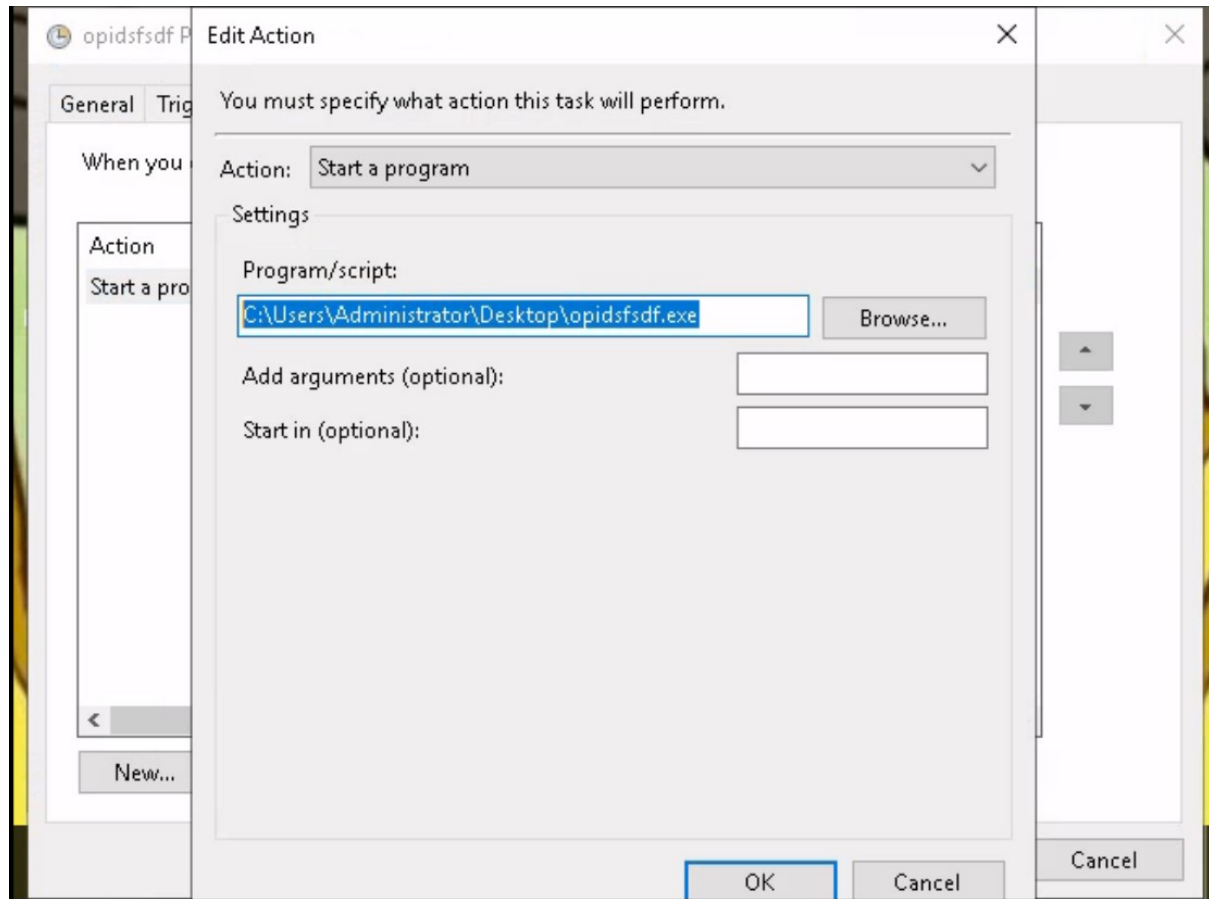 opidsfsdf P
Edit Action
General
Trig
You must specify what action this task will perform.
When you
Action:
Start a program
Settings
Action
Start a pro
Program/script:
C:\Users\Administrator\Desktop\opidsfsdf.exe
Browse...
Add arguments (optional):
Start in (optional):
New...
OK
Cancel
Cancel